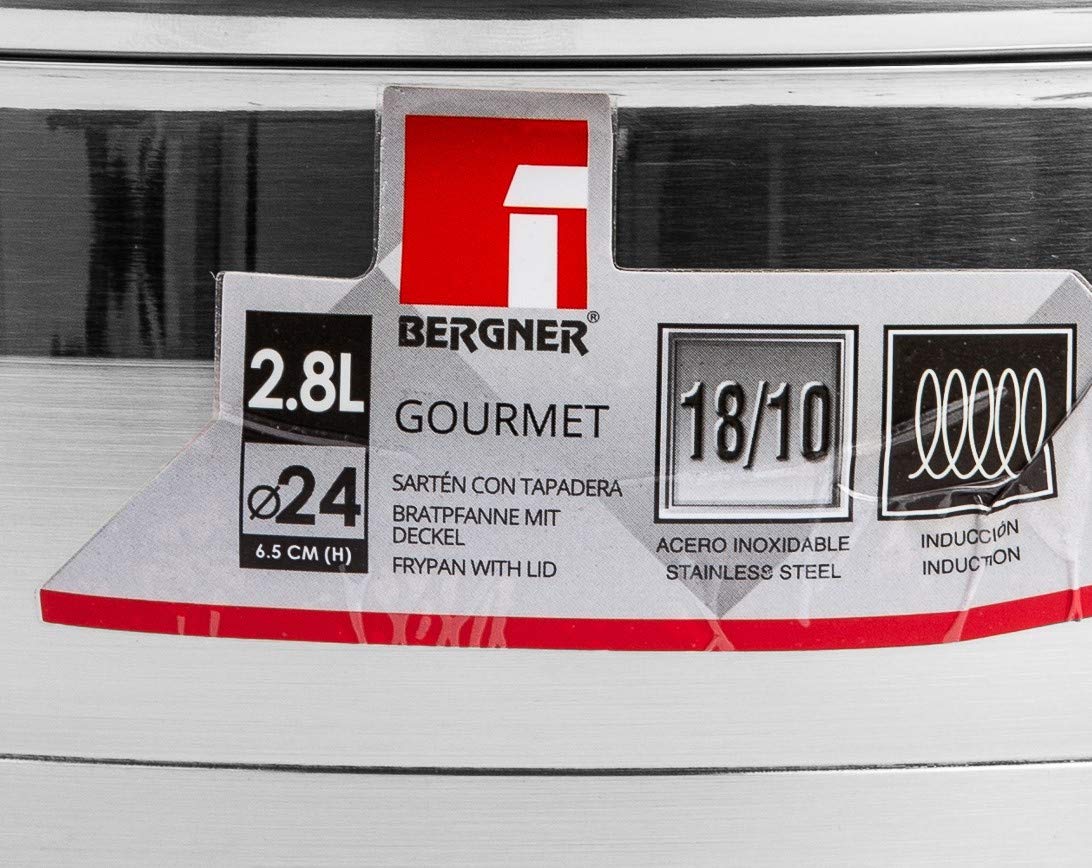 BERGNER®
2.8L
⌀24
6.5 CM (H)
GOURMET
SARTÉN CON TAPADERA
BRATPFANNE MIT
DECKEL
FRYPAN WITH LID
18/10
ACERO INOXIDABLE
STAINLESS STEEL
INDUCCIÓN
INDUCTION